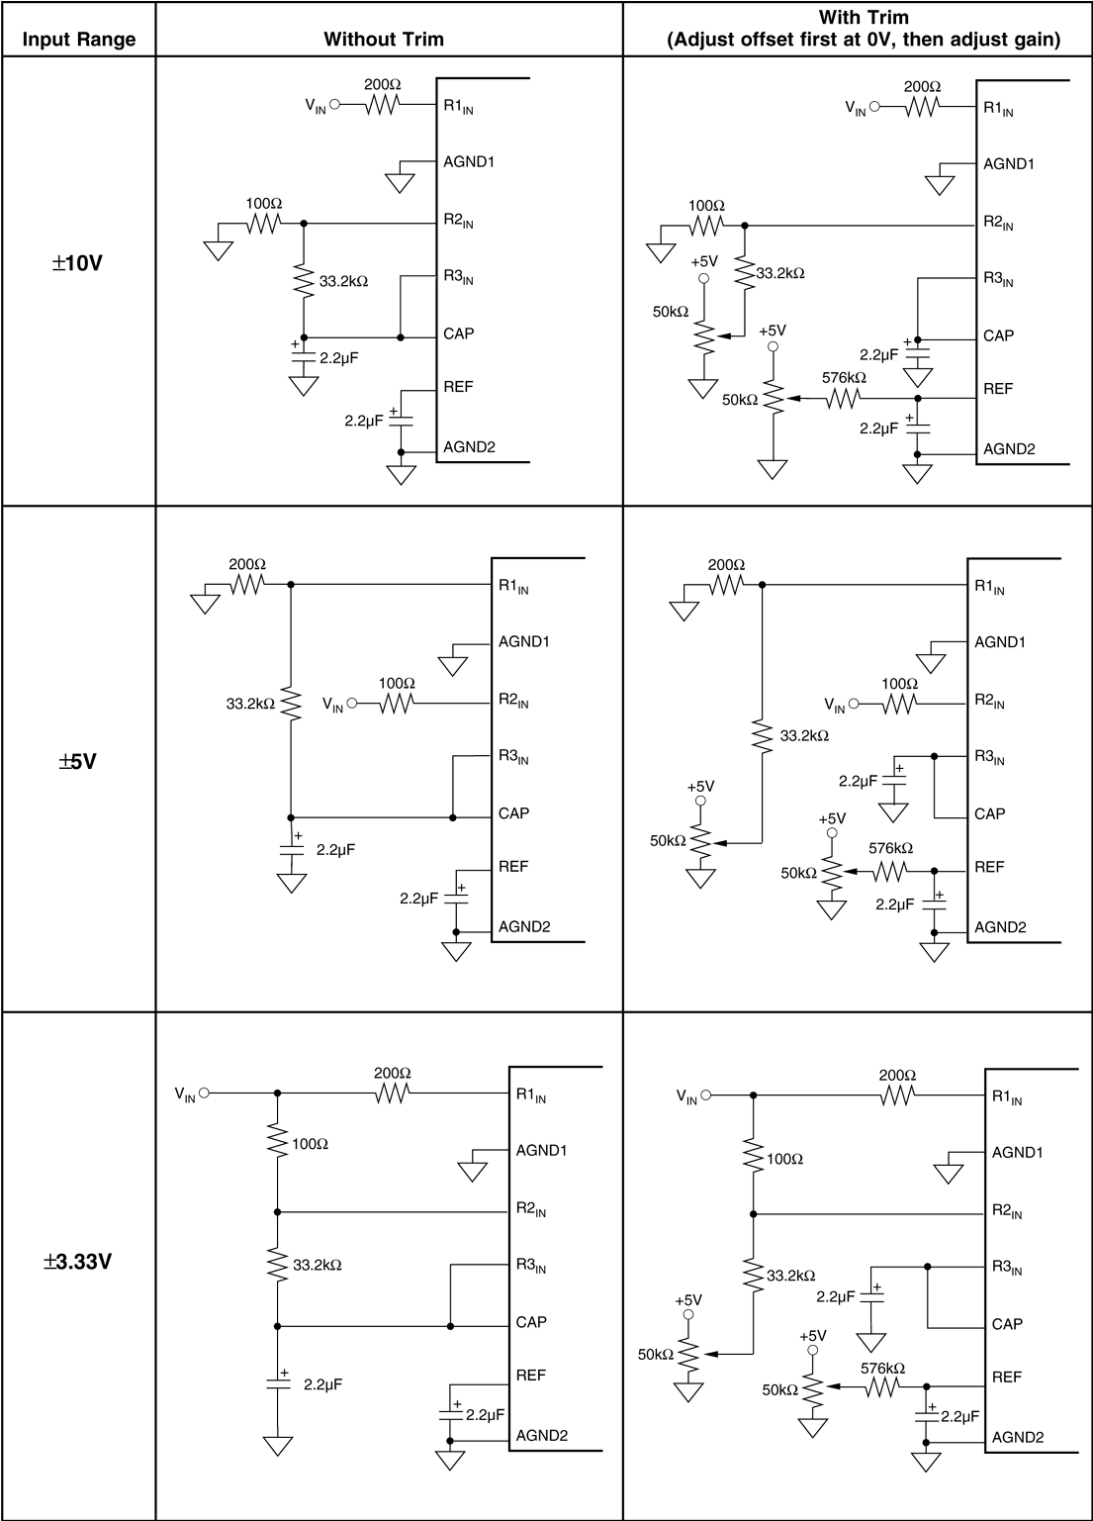 Input Range
Without Trim
With Trim
(Adjust offset first at 0V, then adjust gain)
±10V
200Ω
V_IN
R1_IN
AGND1
100Ω
R2_IN
33.2kΩ
R3_IN
CAP
+
2.2µF
REF
+
2.2µF
AGND2
200Ω
V_IN
R1_IN
AGND1
100Ω
R2_IN
+5V
33.2kΩ
R3_IN
50kΩ
+5V
CAP
+
2.2µF
576kΩ
REF
50kΩ
+
2.2µF
AGND2
±5V
200Ω
R1_IN
AGND1
100Ω
33.2kΩ
V_IN
R2_IN
R3_IN
CAP
+
2.2µF
REF
+
2.2µF
AGND2
200Ω
R1_IN
AGND1
100Ω
V_IN
R2_IN
33.2kΩ
R3_IN
+
2.2µF
+5V
CAP
+5V
50kΩ
576kΩ
REF
50kΩ
+
2.2µF
AGND2
±3.33V
200Ω
V_IN
R1_IN
100Ω
AGND1
R2_IN
33.2kΩ
R3_IN
CAP
+
2.2µF
REF
+
2.2µF
AGND2
200Ω
V_IN
R1_IN
100Ω
AGND1
R2_IN
33.2kΩ
R3_IN
+
2.2µF
+5V
CAP
+5V
50kΩ
576kΩ
REF
50kΩ
+
2.2µF
AGND2